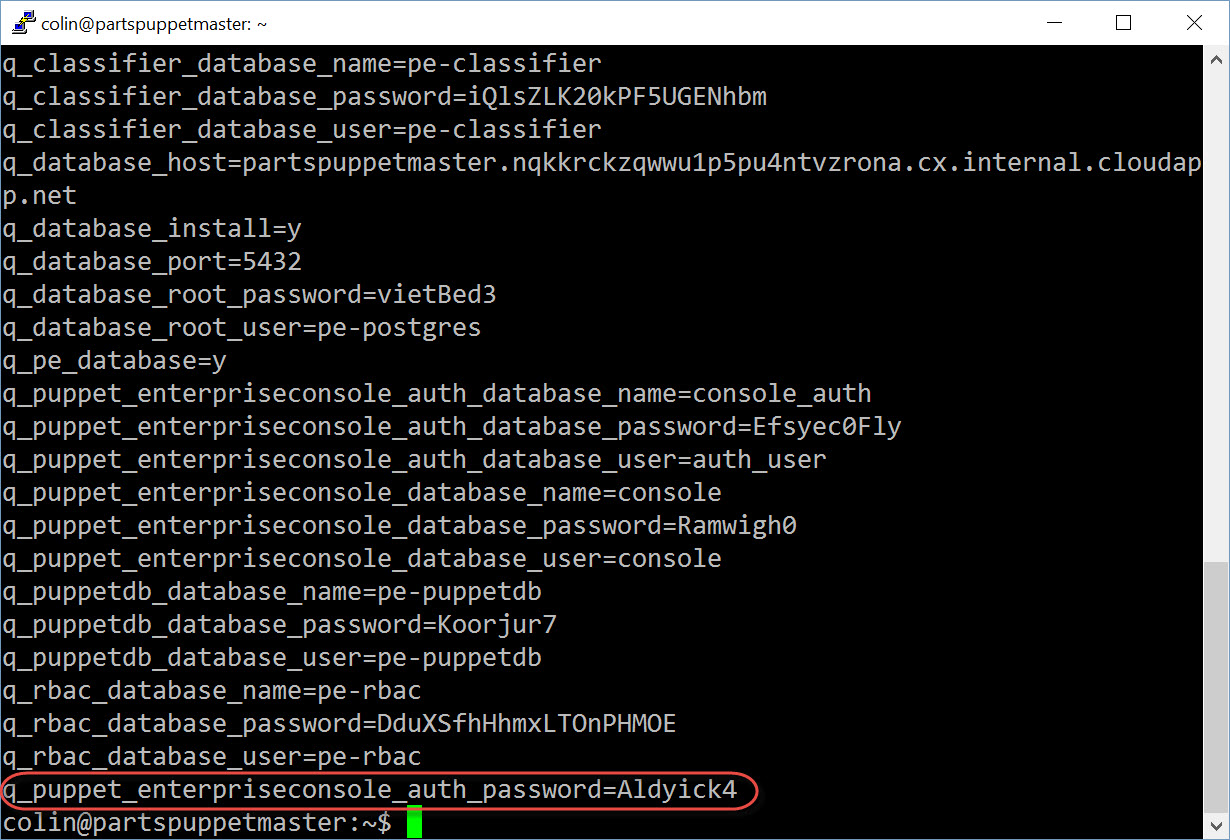 colin@partspuppetmaster: ~
q_classifier_database_name=pe-classifier
q_classifier_database_password=iQlsZLK20kPF5UGENhbm
q_classifier_database_user=pe-classifier
q_database_host=partspuppetmaster.nqkkrckzqwwu1p5pu4ntvzrona.cx.internal.cloudap
p.net
q_database_install=y
q_database_port=5432
q_database_root_password=vietBed3
q_database_root_user=pe-postgres
q_pe_database=y
q_puppet_enterpriseconsole_auth_database_name=console_auth
q_puppet_enterpriseconsole_auth_database_password=Efsyec0Fly
q_puppet_enterpriseconsole_auth_database_user=auth_user
q_puppet_enterpriseconsole_database_name=console
q_puppet_enterpriseconsole_database_password=Ramwigh0
q_puppet_enterpriseconsole_database_user=console
q_puppetdb_database_name=pe-puppetdb
q_puppetdb_database_password=Koorjur7
q_puppetdb_database_user=pe-puppetdb
q_rbac_database_name=pe-rbac
q_rbac_database_password=DduXSfhHhmxLTOnPHMOE
q_rbac_database_user=pe-rbac
q_puppet_enterpriseconsole_auth_password=Aldyick4
colin@partspuppetmaster:~$